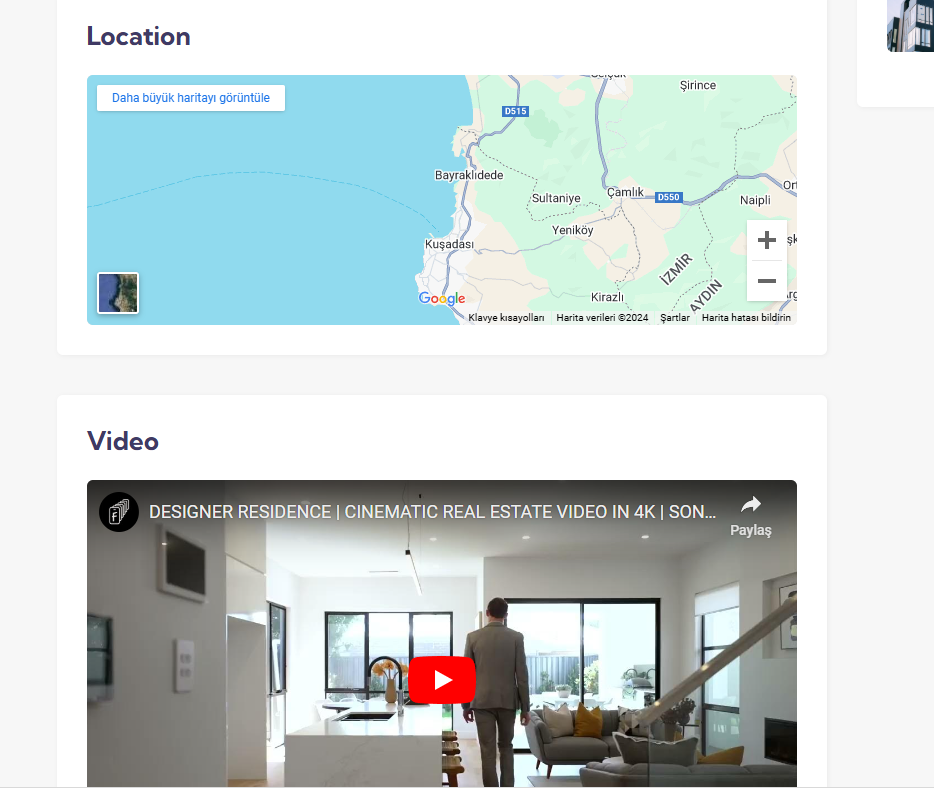 Location
Daha büyük haritayı görüntüle
Selçuk
Şirince
D515
Bayraklıdede
Sultaniye
Çamlık
D550
Naipli
Yeniköy
Kuşadası
İZMİR
AYDIN
Kirazlı
Google
Klavye kısayolları
Harita verileri ©2024
Şartlar
Harita hatası bildirin
Video
DESIGNER RESIDENCE | CINEMATIC REAL ESTATE VIDEO IN 4K | SON...
Paylaş